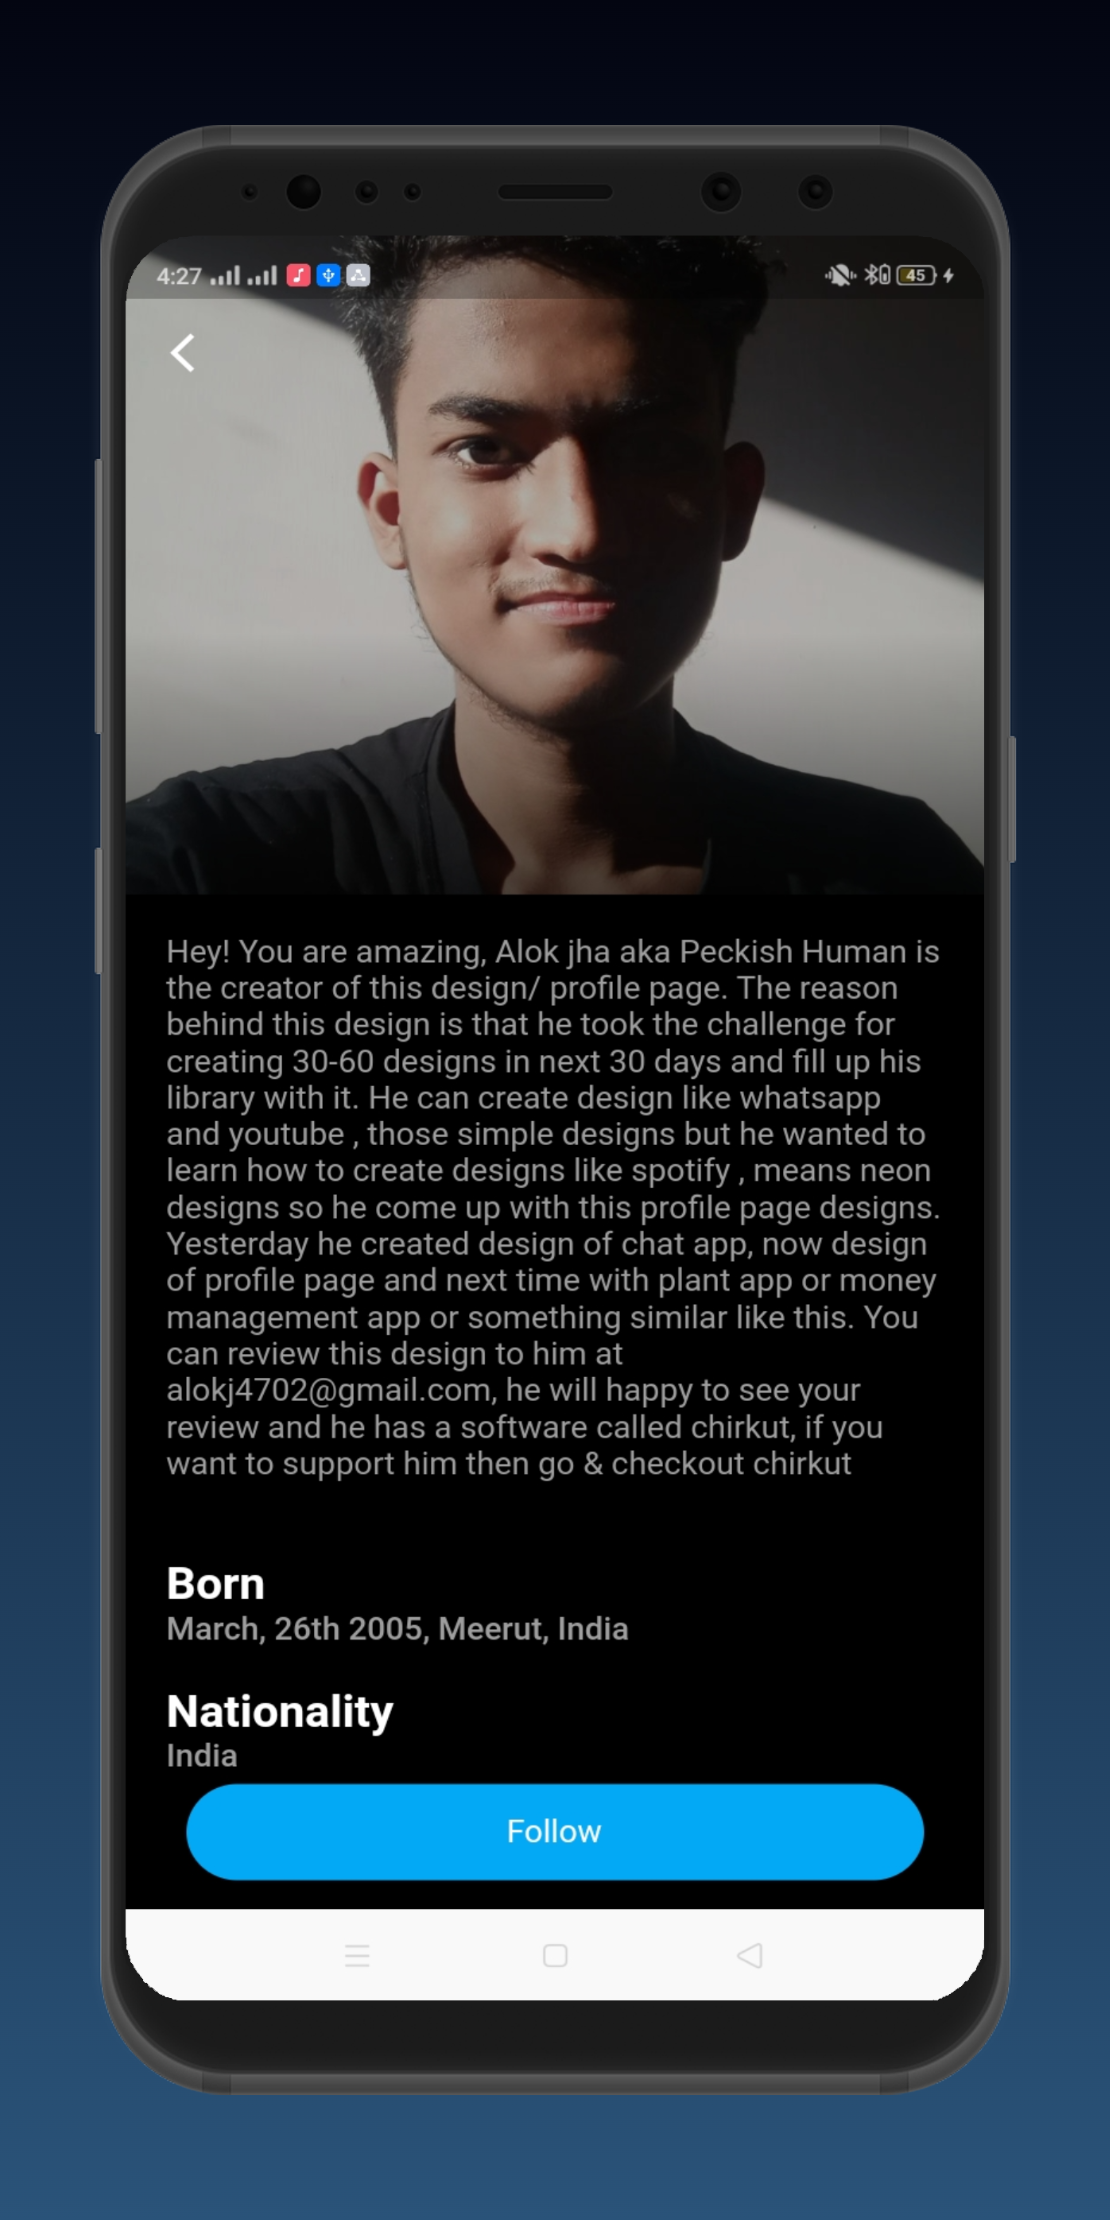 4:27
45
Hey! You are amazing, Alok jha aka Peckish Human is
the creator of this design/ profile page. The reason
behind this design is that he took the challenge for
creating 30-60 designs in next 30 days and fill up his
library with it. He can create design like whatsapp
and youtube , those simple designs but he wanted to
learn how to create designs like spotify , means neon
designs so he come up with this profile page designs.
Yesterday he created design of chat app, now design
of profile page and next time with plant app or money
management app or something similar like this. You
can review this design to him at
alokj4702@gmail.com, he will happy to see your
review and he has a software called chirkut, if you
want to support him then go & checkout chirkut
Born
March, 26th 2005, Meerut, India
Nationality
India
Follow